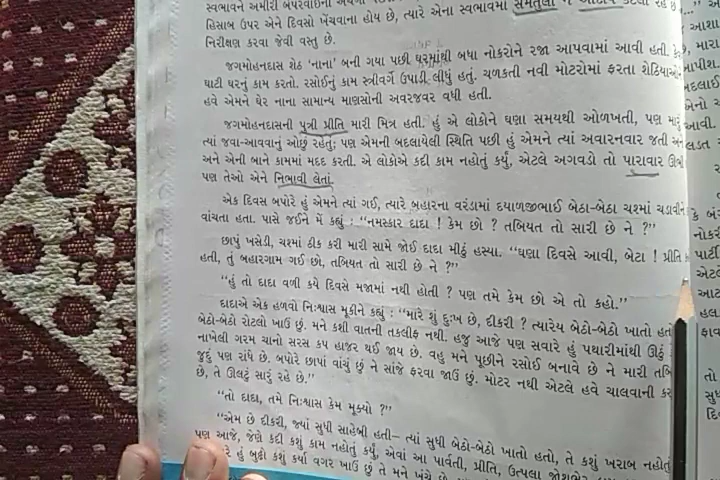 હિસાબ ઉપર એને દિવસો ખેંચવાના હોય છે, ત્યારે એના સ્વભાવમાં સમતુલા
નિરીક્ષણ કરવા જેવી વસ્તુ છે.
જગમોહનદાસ શેઠ 'નાના' બની ગયા પછી ઘરમાંથી બધા નોકરોને રજા આપવામાં આવી હતી.
ઘાટી ઘરનું કામ કરતો. રસોઈનું કામ સ્ત્રીવર્ગે ઉપાડી લીધું હતું. ચળકતી નવી મોટરોમાં ફરતા શેઠિયાઓ
હવે એમને ઘેર નાના સામાન્ય માણસોની અવરજવર વધી હતી.
જગમોહનદાસની પુત્રી પ્રીતિ મારી મિત્ર હતી. હું એ લોકોને ઘણા સમયથી ઓળખતી, પણ મારું
ત્યાં જવા-આવવાનું ઓછું રહેતું; પણ એમની બદલાયેલી સ્થિતિ પછી હું એમને ત્યાં અવારનવાર જતી અને
અને એની બાને કામમાં મદદ કરતી. એ લોકોએ કદી કામ નહોતું કર્યું, એટલે અગવડો તો પારાવાર
પણ તેઓ એને નિભાવી લેતાં.
એક દિવસ બપોરે હું એમને ત્યાં ગઈ, ત્યારે બહારના વરંડામાં દયાળજીભાઈ બેઠા-બેઠા ચશ્માં ચડાવીને
વાંચતા હતા. પાસે જઈને મેં કહ્યું : "નમસ્કાર દાદા ! કેમ છો ? તબિયત તો સારી છે ને ?"
છાપું ખસેડી, ચશ્માં ઠીક કરી મારી સામે જોઈ દાદા મીઠું હસ્યા. "ઘણા દિવસે આવી, બેટા ! પ્રીતિ
હતી, તું બહારગામ ગઈ છો, તબિયત તો સારી છે ને ?"
"હું તો દાદા વળી કયે દિવસે મજામાં નથી હોતી ? પણ તમે કેમ છો એ તો કહો."
દાદાએ એક હળવો નિઃશ્વાસ મૂકીને કહ્યું : "મારે શું દુઃખ છે, દીકરી ? ત્યારેય બેઠો-બેઠો ખાતો
બેઠો-બેઠો રોટલો ખાઉં છું. મને કશી વાતની તકલીફ નથી. હજુ આજે પણ સવારે હું પથારીમાંથી ઊઠું
નાખેલી ગરમ ચાનો સરસ કપ હાજર થઈ જાય છે. વહુ મને પૂછીને રસોઈ બનાવે છે ને મારી
જુદું પણ રાંધે છે. બપોરે છાપાં વાંચું છું ને સાંજે ફરવા જાઉં છું. મોટર નથી એટલે હવે ચાલવાની
છે, તે ઊલટું સારું રહે છે."
"તો દાદા, તમે નિઃશ્વાસ કેમ મૂક્યો ?"
"એમ છે દીકરી, જ્યાં સુધી સાહેબી હતી– ત્યાં સુધી બેઠો-બેઠો ખાતો હતો, તે કશું ખરાબ નહોતું
પણ આજે, જેણે કદી કશું કામ નહોતું કર્યું, એવાં આ પાર્વતી, પ્રીતિ, ઉત્પલા
હું બુઢ્ઢો કશું કર્યા વગર ખાઉં છું તે મને ખૂંચે છે